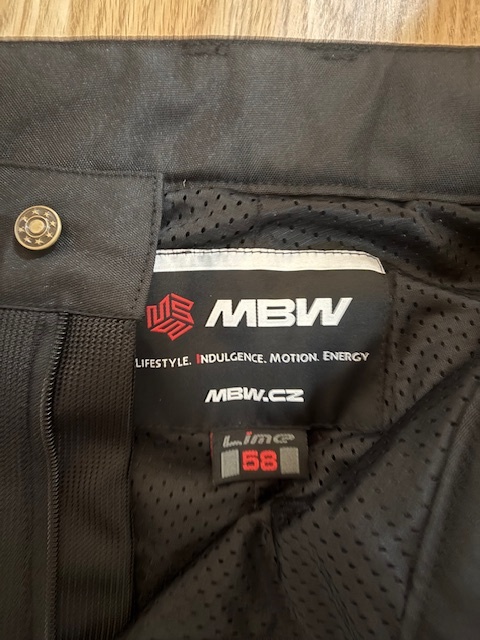 MBW
LIFESTYLE. INDULGENCE. MOTION. ENERGY
MBW.CZ
Lime
58